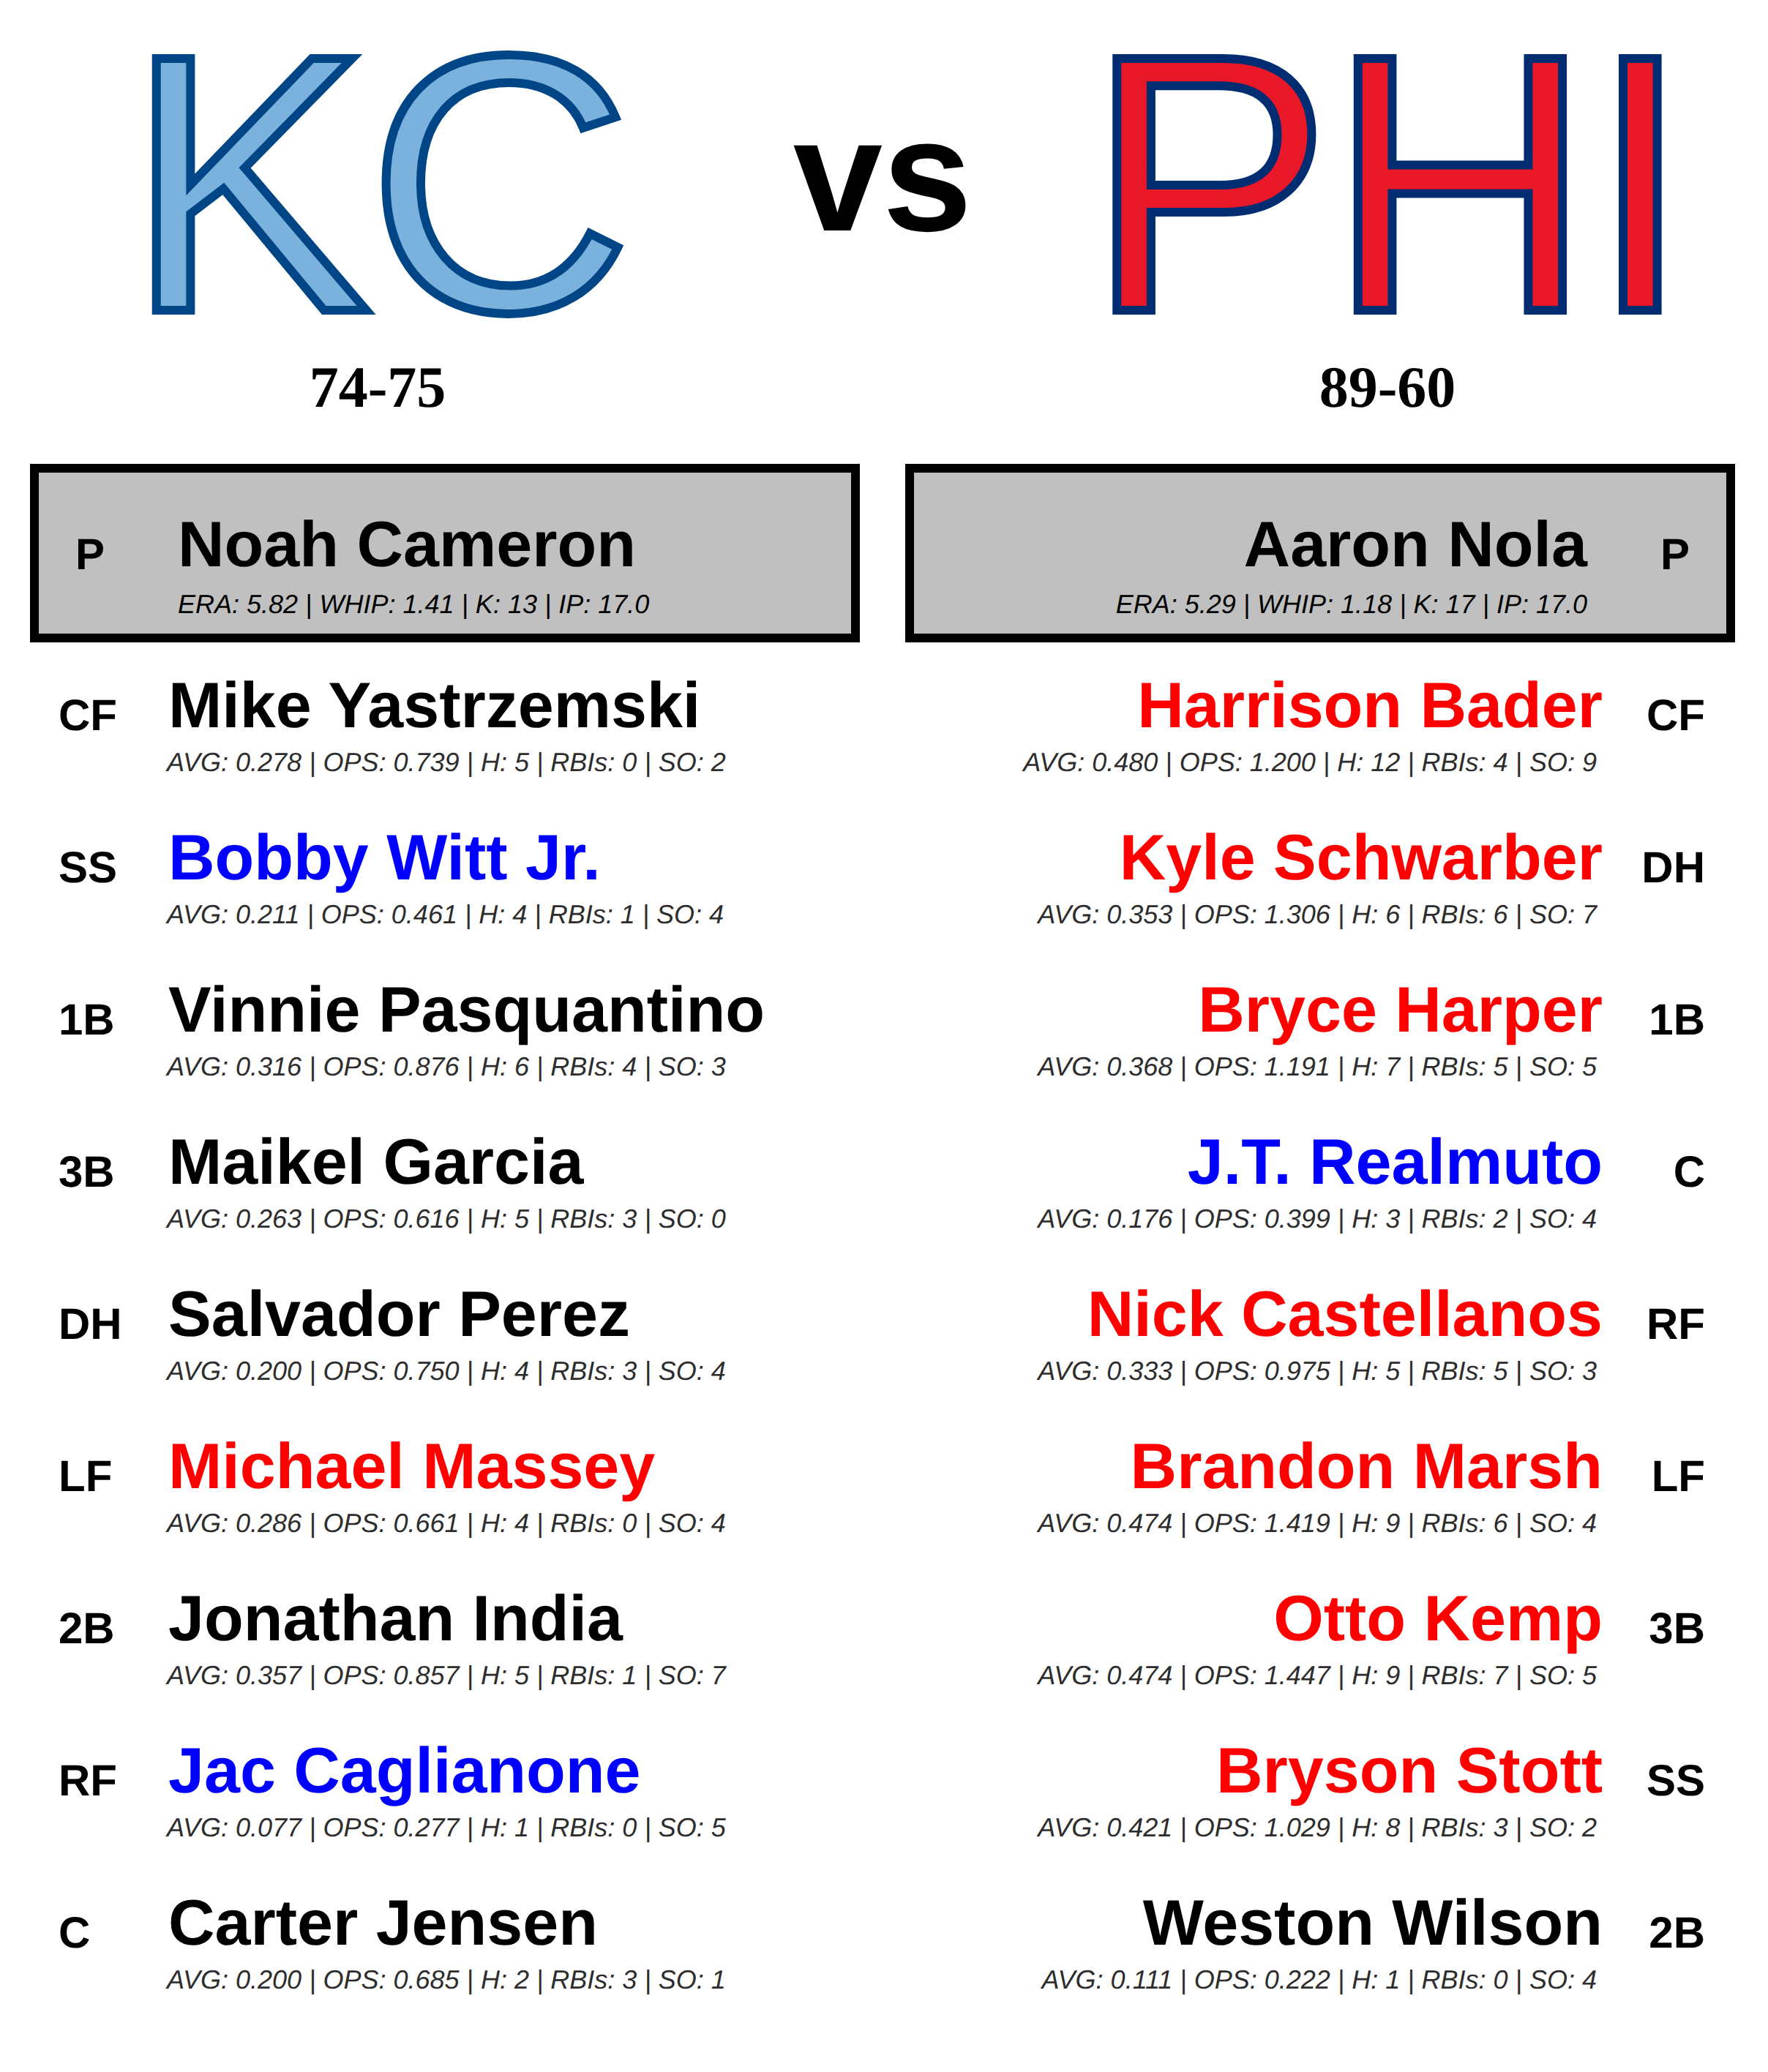 KC vs PHI
74-75 89-60
P Noah Cameron
ERA: 5.82 | WHIP: 1.41 | K: 13 | IP: 17.0
Aaron Nola P
ERA: 5.29 | WHIP: 1.18 | K: 17 | IP: 17.0
CF Mike Yastrzemski
AVG: 0.278 | OPS: 0.739 | H: 5 | RBIs: 0 | SO: 2
Harrison Bader CF
AVG: 0.480 | OPS: 1.200 | H: 12 | RBIs: 4 | SO: 9
SS Bobby Witt Jr.
AVG: 0.211 | OPS: 0.461 | H: 4 | RBIs: 1 | SO: 4
Kyle Schwarber DH
AVG: 0.353 | OPS: 1.306 | H: 6 | RBIs: 6 | SO: 7
1B Vinnie Pasquantino
AVG: 0.316 | OPS: 0.876 | H: 6 | RBIs: 4 | SO: 3
Bryce Harper 1B
AVG: 0.368 | OPS: 1.191 | H: 7 | RBIs: 5 | SO: 5
3B Maikel Garcia
AVG: 0.263 | OPS: 0.616 | H: 5 | RBIs: 3 | SO: 0
J.T. Realmuto C
AVG: 0.176 | OPS: 0.399 | H: 3 | RBIs: 2 | SO: 4
DH Salvador Perez
AVG: 0.200 | OPS: 0.750 | H: 4 | RBIs: 3 | SO: 4
Nick Castellanos RF
AVG: 0.333 | OPS: 0.975 | H: 5 | RBIs: 5 | SO: 3
LF Michael Massey
AVG: 0.286 | OPS: 0.661 | H: 4 | RBIs: 0 | SO: 4
Brandon Marsh LF
AVG: 0.474 | OPS: 1.419 | H: 9 | RBIs: 6 | SO: 4
2B Jonathan India
AVG: 0.357 | OPS: 0.857 | H: 5 | RBIs: 1 | SO: 7
Otto Kemp 3B
AVG: 0.474 | OPS: 1.447 | H: 9 | RBIs: 7 | SO: 5
RF Jac Caglianone
AVG: 0.077 | OPS: 0.277 | H: 1 | RBIs: 0 | SO: 5
Bryson Stott SS
AVG: 0.421 | OPS: 1.029 | H: 8 | RBIs: 3 | SO: 2
C Carter Jensen
AVG: 0.200 | OPS: 0.685 | H: 2 | RBIs: 3 | SO: 1
Weston Wilson 2B
AVG: 0.111 | OPS: 0.222 | H: 1 | RBIs: 0 | SO: 4